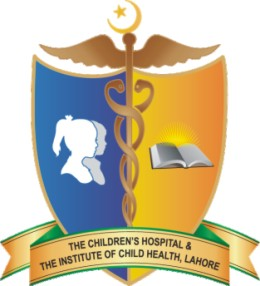 THE CHILDREN'S HOSPITAL &
THE INSTITUTE OF CHILD HEALTH, LAHORE